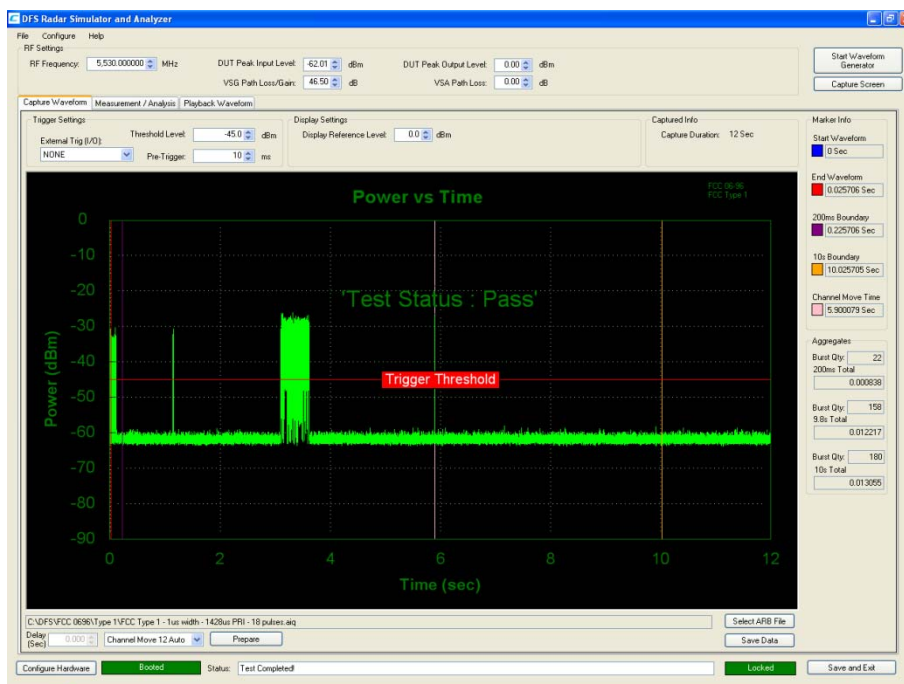 DFS Radar Simulator and Analyzer
File Configure Help
RF Settings
RF Frequency: 5,530.000000 MHz DUT Peak Input Level: -62.01 dBm DUT Peak Output Level: 0.00 dBm
VSG Path Loss/Gain: 46.50 dB VSA Path Loss: 0.00 dB
Start Waveform Generator
Capture Screen
Capture Waveform Measurement / Analysis Playback Waveform
Trigger Settings
External Trig (I/O):
NONE
Threshold Level: -45.0 dBm
Pre-Trigger: 10 ms
Display Settings
Display Reference Level: 0.0 dBm
Captured Info
Capture Duration: 12 Sec
Marker Info
Start Waveform
0 Sec
End Waveform
0.025706 Sec
200ms Boundary
0.225706 Sec
10s Boundary
10.025705 Sec
Channel Move Time
5.900079 Sec
Aggregates
Burst Qty: 22
200ms Total
0.000838
Burst Qty: 158
9.8s Total
0.012217
Burst Qty: 180
10s Total
0.013055
Power vs Time
FCC 06-96
FCC Type 1
'Test Status : Pass'
Trigger Threshold
Power (dBm)
0
-10
-20
-30
-40
-50
-60
-70
-80
-90
0 2 4 6 8 10 12
Time (sec)
C:\DFS\FCC 0696\Type 1\FCC Type 1 - 1us width - 1428us PRI - 18 pulses.aiq
Select ARB File
Delay (Sec) 0.000 Channel Move 12 Auto Prepare
Save Data
Configure Hardware Booted Status: Test Completed! Locked Save and Exit